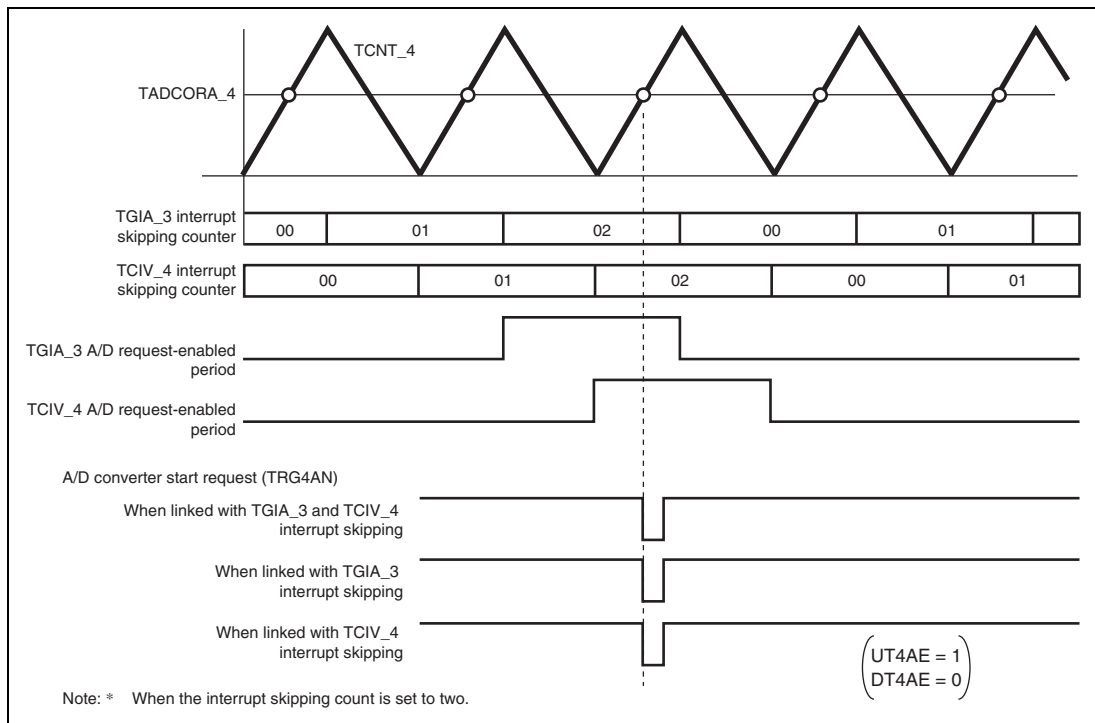 TCNT_4
TADCORA_4
TGIA_3 interrupt
skipping counter
00 01 02 00 01
TCIV_4 interrupt
skipping counter
00 01 02 00 01
TGIA_3 A/D request-enabled
period
TCIV_4 A/D request-enabled
period
A/D converter start request (TRG4AN)
When linked with TGIA_3 and TCIV_4
interrupt skipping
When linked with TGIA_3
interrupt skipping
When linked with TCIV_4
interrupt skipping
UT4AE = 1
DT4AE = 0
Note: * When the interrupt skipping count is set to two.